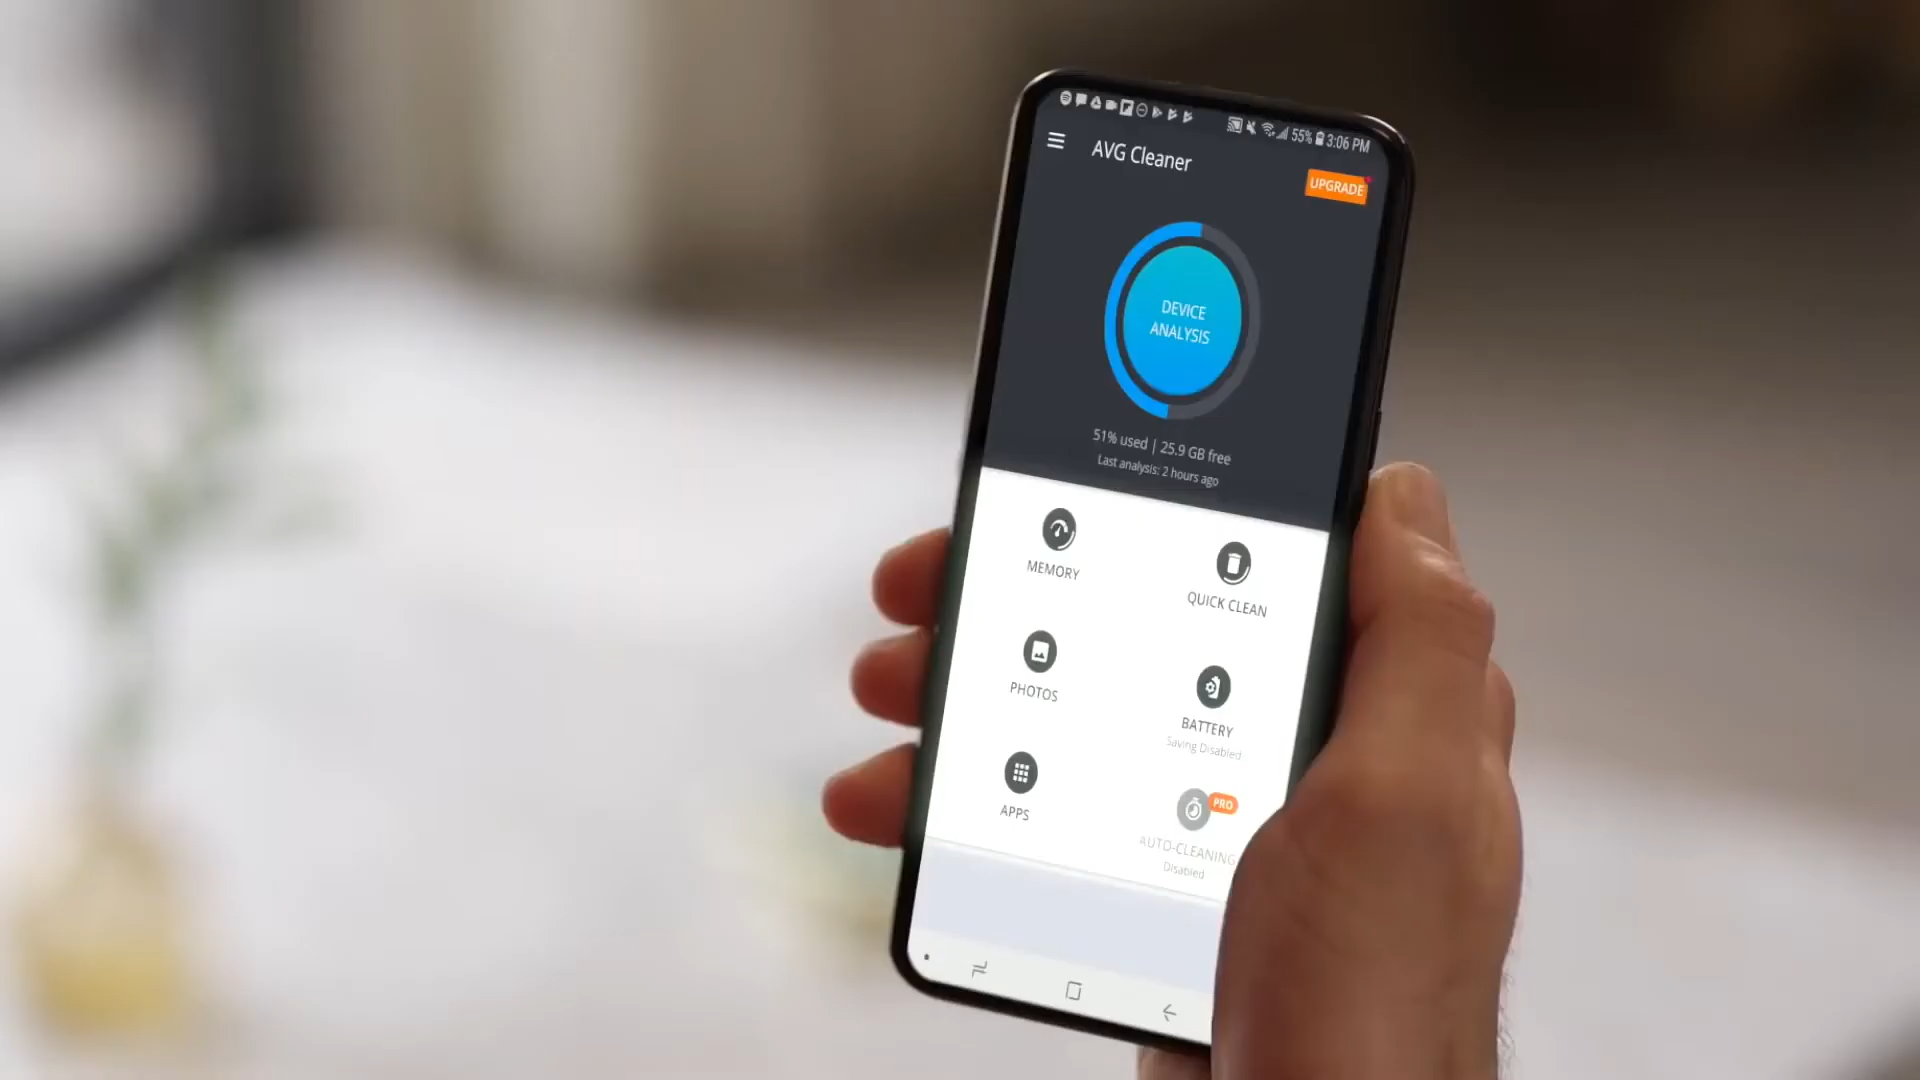 55% 3:06 PM
AVG Cleaner
UPGRADE
DEVICE
ANALYSIS
51% used | 25.9 GB free
Last analysis: 2 hours ago
MEMORY
QUICK CLEAN
PHOTOS
BATTERY
Saving Disabled
APPS
PRO
AUTO-CLEANING
Disabled